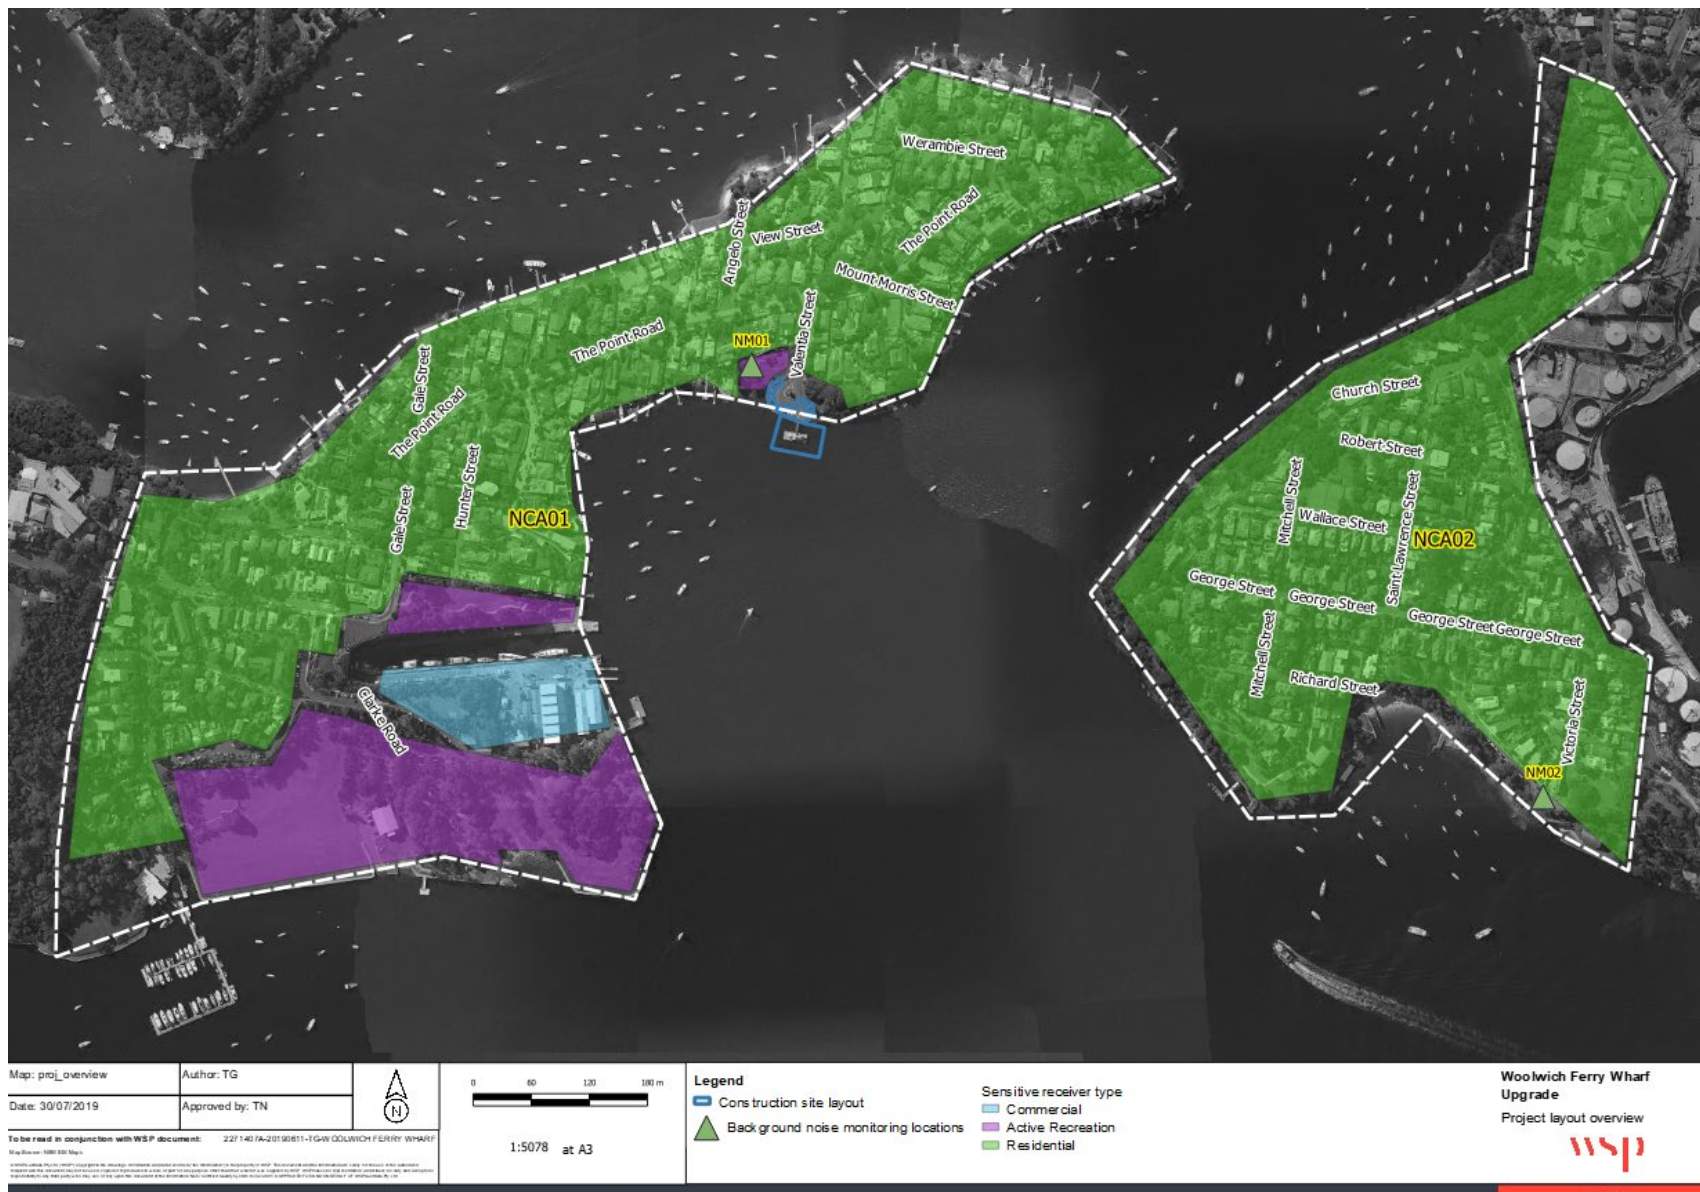 Werambie Street
The Point Road
Angelo Street
View Street
Mount Morris Street
Valentia Street
The Point Road
NM01
Gale Street
The Point Road
Hunter Street
Gale Street
NCA01
Clarke Road
Church Street
Robert Street
Mitchell Street
Wallace Street
Saint Lawrence Street
NCA02
George Street
George Street
George Street
George Street
Mitchell Street
Richard Street
Victoria Street
NM02
Map: proj_overview
Author: TG
Date: 30/07/2019
Approved by: TN
To be read in conjunction with WSP document:
N
0 60 120 180 m
1:5078 at A3
Legend
Construction site layout
Background noise monitoring locations
Sensitive receiver type
Commercial
Active Recreation
Residential
Woolwich Ferry Wharf
Upgrade
Project layout overview
wsp